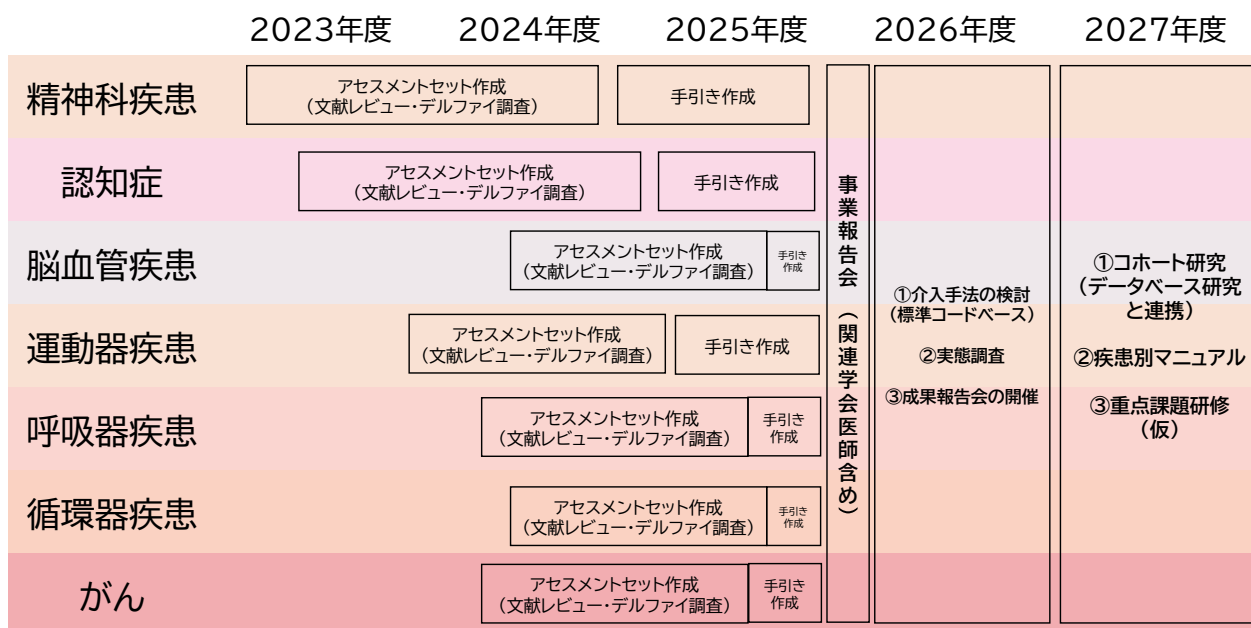 2023年度 2024年度 2025年度 2026年度 2027年度
精神科疾患
アセスメントセット作成
(文献レビュー・デルファイ調査)
手引き作成
認知症
アセスメントセット作成
(文献レビュー・デルファイ調査)
手引き作成
脳血管疾患
アセスメントセット作成
(文献レビュー・デルファイ調査)
手引き
作成
運動器疾患
アセスメントセット作成
(文献レビュー・デルファイ調査)
手引き作成
呼吸器疾患
アセスメントセット作成
(文献レビュー・デルファイ調査)
手引き
作成
循環器疾患
アセスメントセット作成
(文献レビュー・デルファイ調査)
手引き
作成
がん
アセスメントセット作成
(文献レビュー・デルファイ調査)
手引き
作成
事業報告会(関連学会医師含め)
①介入手法の検討
(標準コードベース)
②実態調査
③成果報告会の開催
①コホート研究
(データベース研究
と連携)
②疾患別マニュアル
③重点課題研修
(仮)